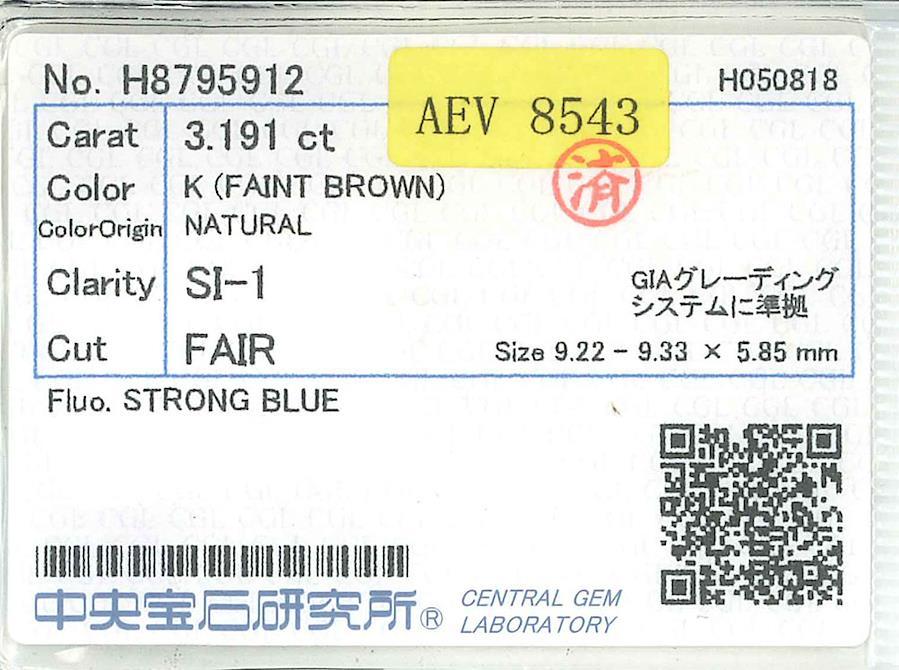 No. H8795912
AEV 8543
H050818
Carat 3.191 ct
済
Color K (FAINT BROWN)
ColorOrigin NATURAL
Clarity SI-1
GIAグレーディング
システムに準拠
Cut FAIR
Size 9.22 - 9.33 × 5.85 mm
Fluo. STRONG BLUE
中央宝石研究所®
CENTRAL GEM
LABORATORY